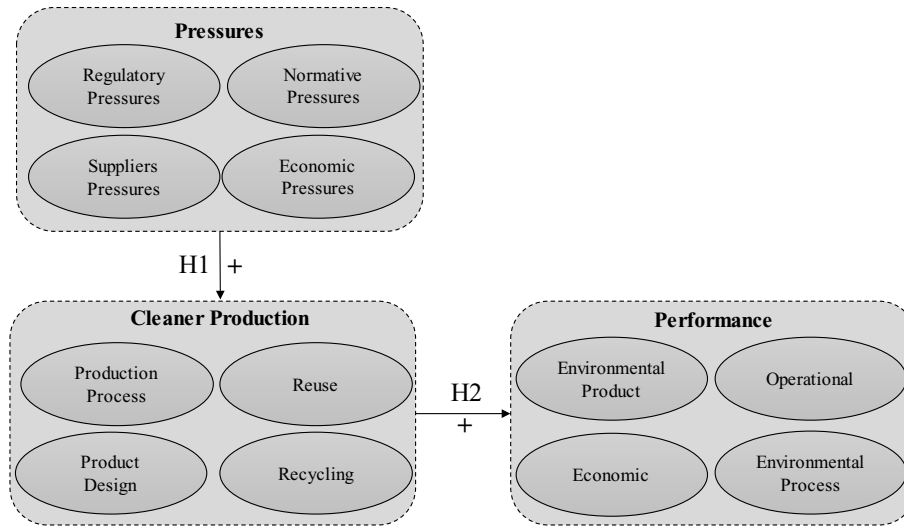 Pressures
Regulatory
Pressures
Normative
Pressures
Suppliers
Pressures
Economic
Pressures
H1 +
Cleaner Production
Production
Process
Reuse
Product
Design
Recycling
H2
+
Performance
Environmental
Product
Operational
Economic
Environmental
Process